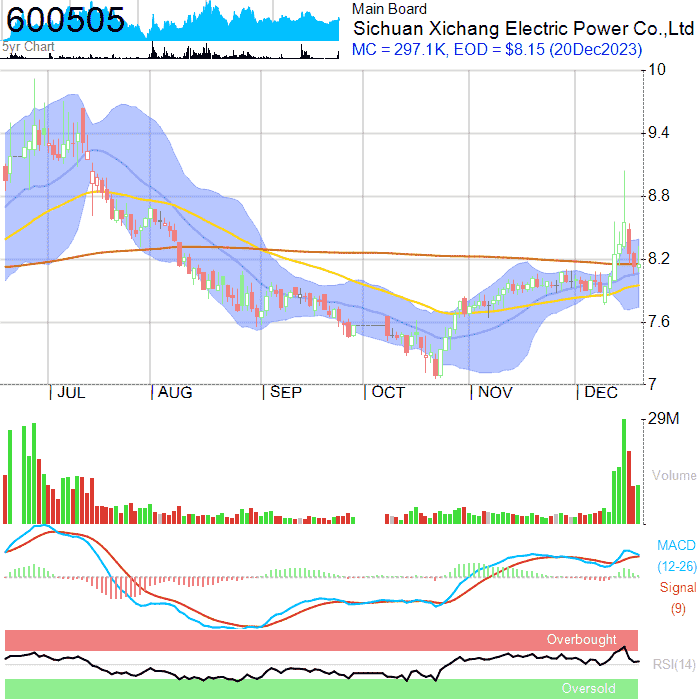 600505
5yr Chart
Main Board
Sichuan Xichang Electric Power Co.,Ltd
MC = 297.1K, EOD = $8.15 (20Dec2023)
10
9.4
8.8
8.2
7.6
7
JUL AUG SEP OCT NOV DEC
29M
Volume
MACD
(12-26)
Signal
(9)
Overbought
RSI(14)
Oversold